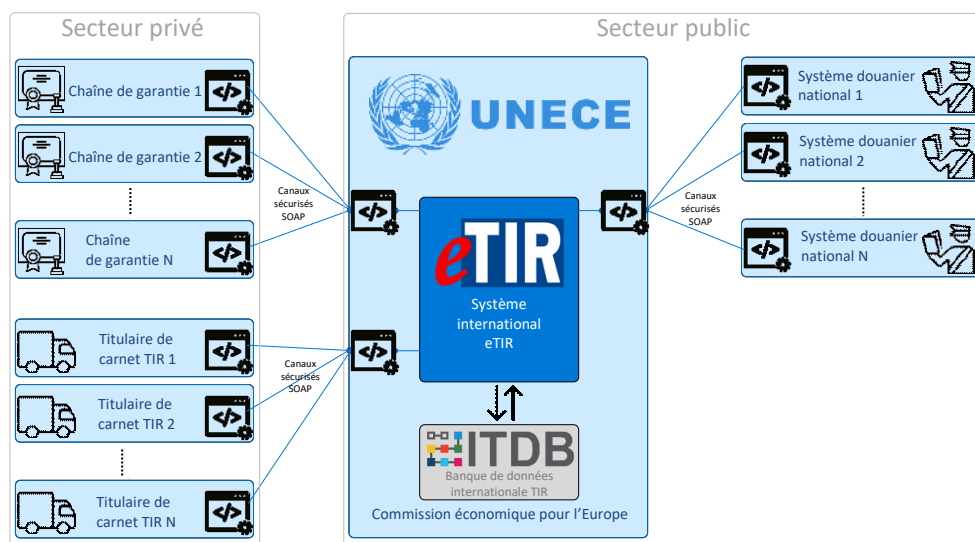 Secteur privé
Secteur public
Chaîne de garantie 1
Chaîne de garantie 2
Chaîne
de garantie N
Canaux
sécurisés
SOAP
Titulaire de
carnet TIR 1
Titulaire de
carnet TIR 2
Titulaire de
carnet TIR N
Canaux
sécurisés
SOAP
UNECE
eTIR
Système
international
eTIR
ITDB
Banque de données
internationale TIR
Commission économique pour l’Europe
Canaux
sécurisés
SOAP
Système douanier
national 1
Système douanier
national 2
Système douanier
national N